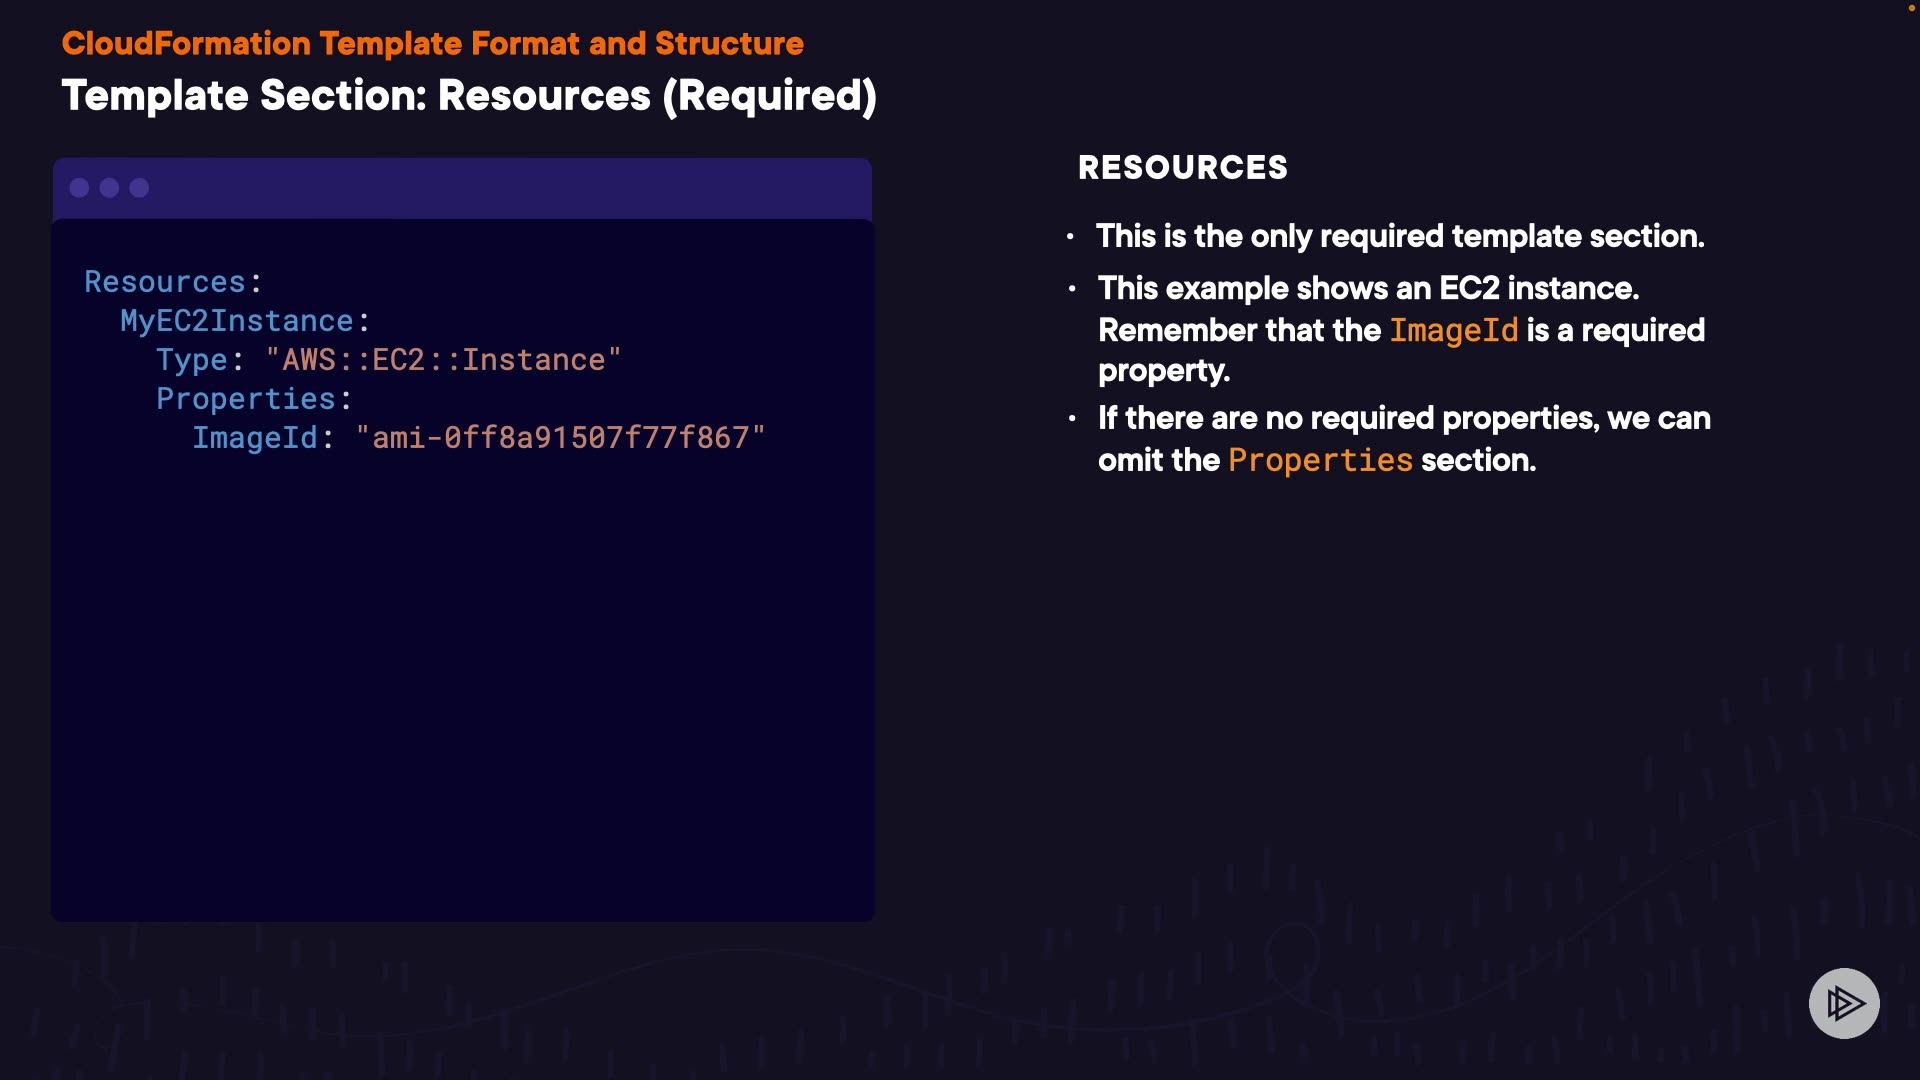 CloudFormation Template Format and Structure
Template Section: Resources (Required)
Resources:
  MyEC2Instance:
    Type: "AWS::EC2::Instance"
    Properties:
      ImageId: "ami-0ff8a91507f77f867"
RESOURCES
· This is the only required template section.
· This example shows an EC2 instance.
Remember that the ImageId is a required
property.
· If there are no required properties, we can
omit the Properties section.